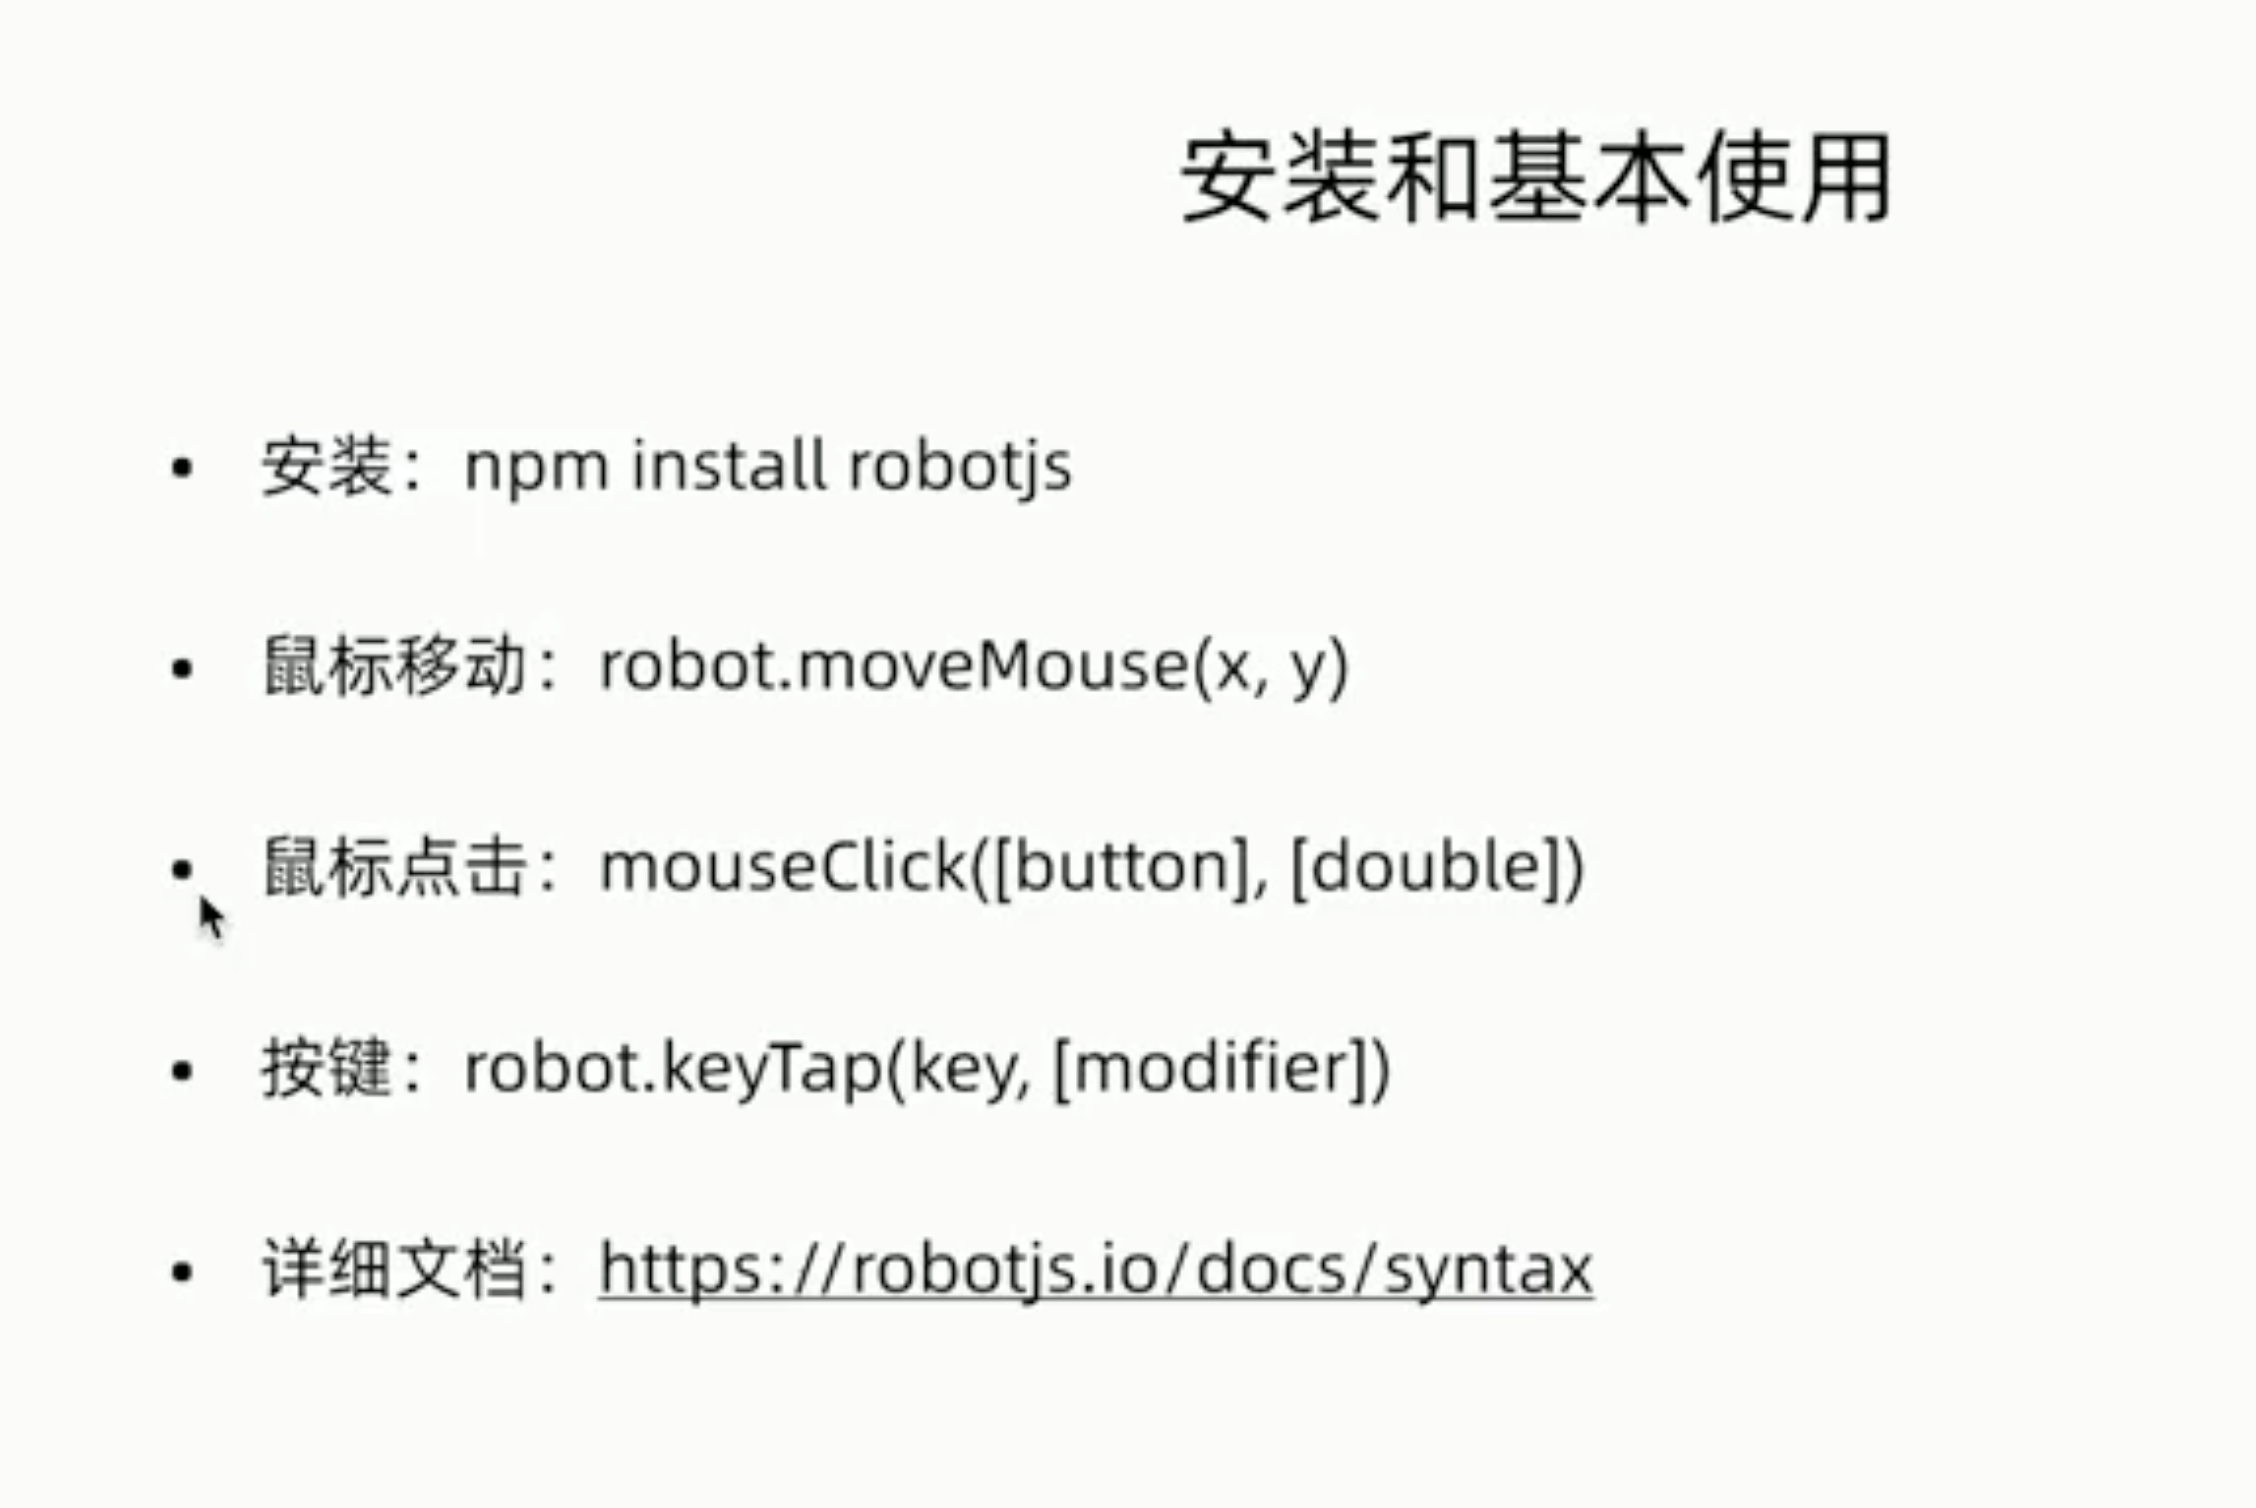 安装和基本使用
• 安装：npm install robotjs
• 鼠标移动：robot.moveMouse(x, y)
• 鼠标点击：mouseClick([button], [double])
• 按键：robot.keyTap(key, [modifier])
• 详细文档：https://robotjs.io/docs/syntax